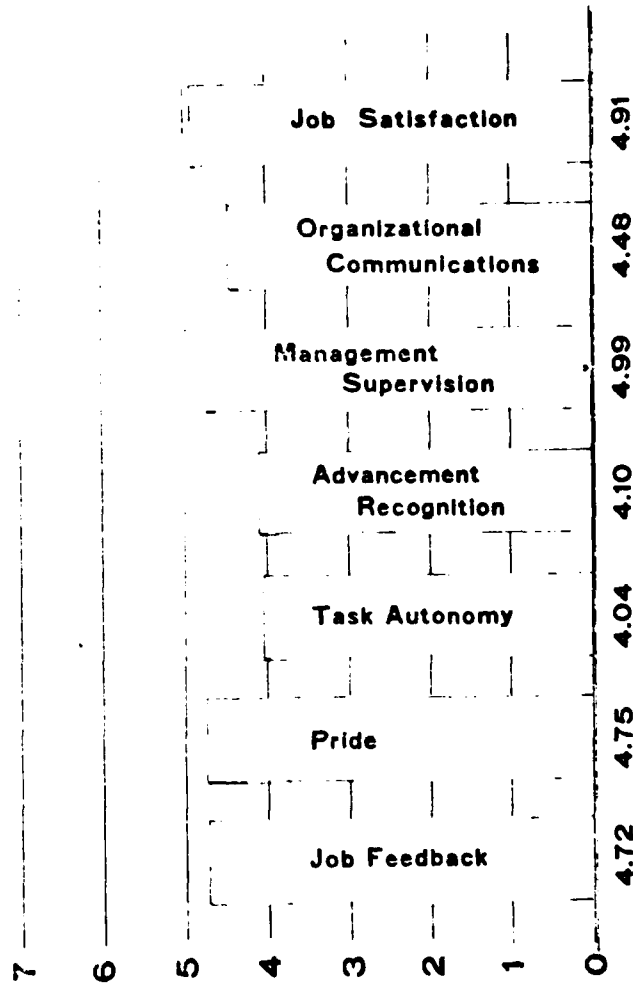 Job Satisfaction
4.91
Organizational
Communications
4.48
Management
Supervision
4.99
Advancement
Recognition
4.10
Task Autonomy
4.04
Pride
4.75
Job Feedback
4.72
7
6
5
4
3
2
1
0